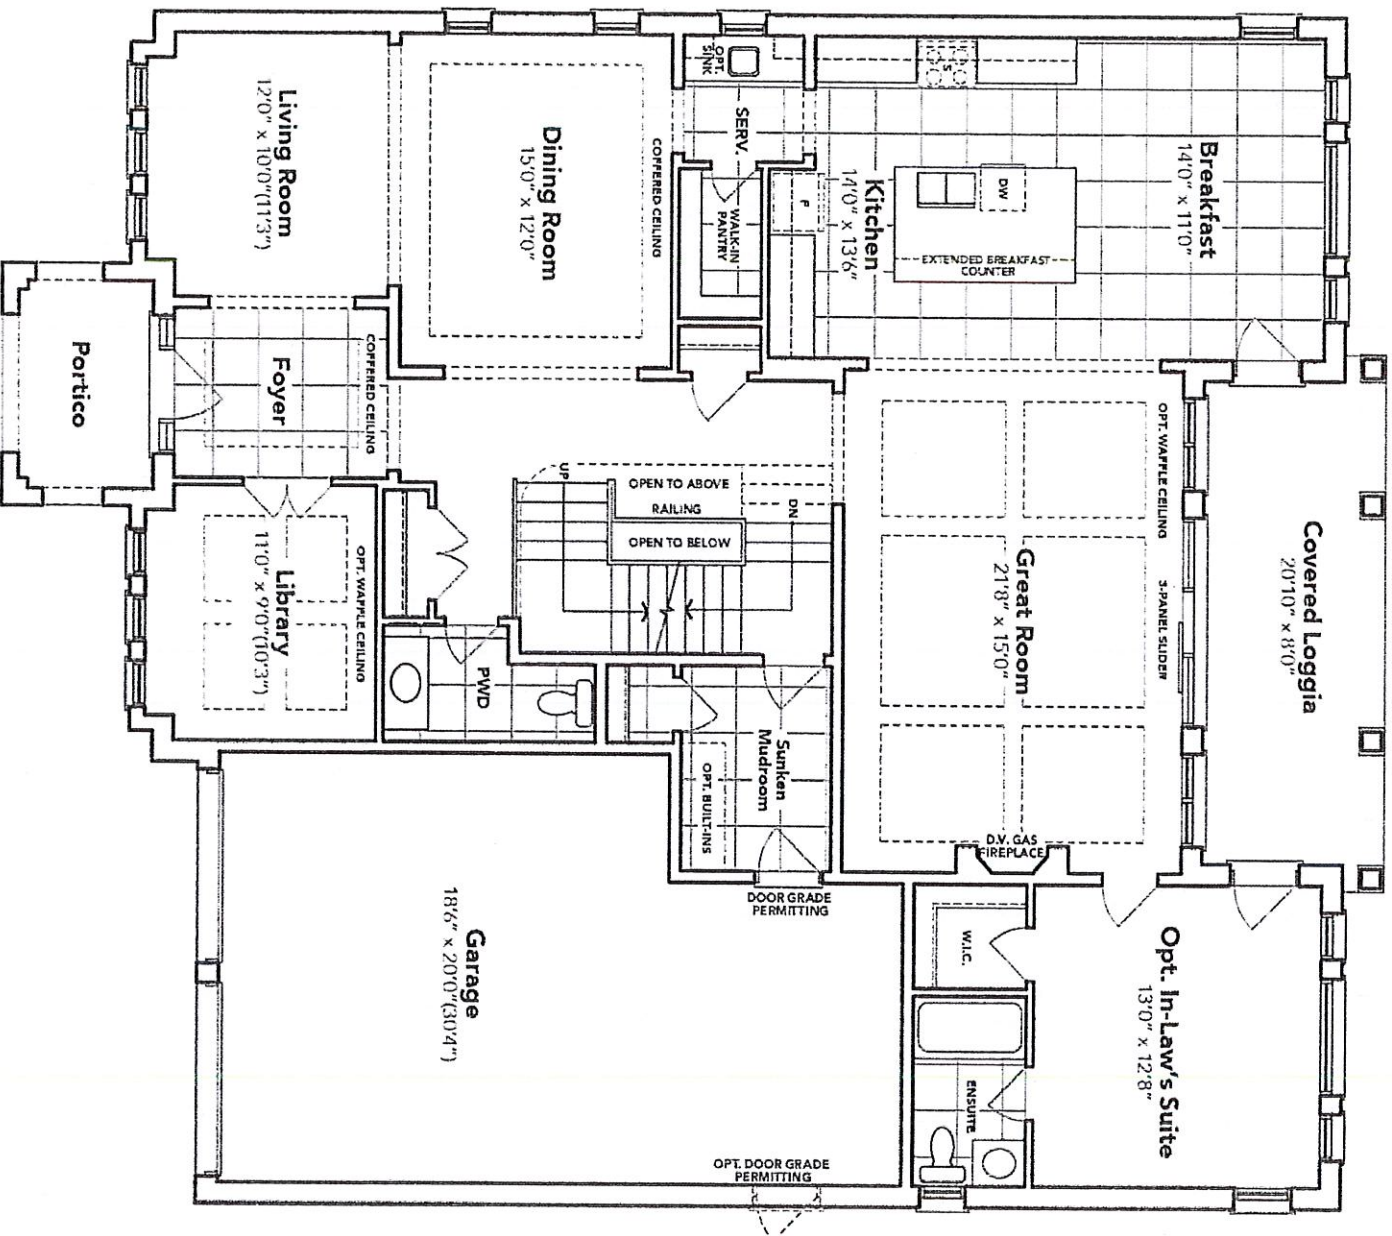 Living Room
12'0" x 10'0"(11'3")
Dining Room
15'0" x 12'0"
COFFERED CEILING
OPT.
SINK
SERV.
WALK-IN
PANTRY
S
F
Kitchen
14'0" x 13'6"
DW
EXTENDED BREAKFAST
COUNTER
Breakfast
14'0" x 11'0"
Portico
Foyer
COFFERED CEILING
Library
11'0" x 9'0"(10'3")
OPT. WAFFLE CEILING
PWD
UP
OPEN TO ABOVE
RAILING
OPEN TO BELOW
DN
Sunken
Mudroom
OPT. BUILT-INS
DOOR GRADE
PERMITTING
Great Room
21'8" x 15'0"
OPT. WAFFLE CEILING
3-PANEL SLIDER
D.V. GAS
FIREPLACE
Covered Loggia
20'10" x 8'0"
Garage
18'6" x 20'0"(30'4")
OPT. DOOR GRADE
PERMITTING
W.I.C.
ENSUITE
Opt. In-Law's Suite
13'0" x 12'8"